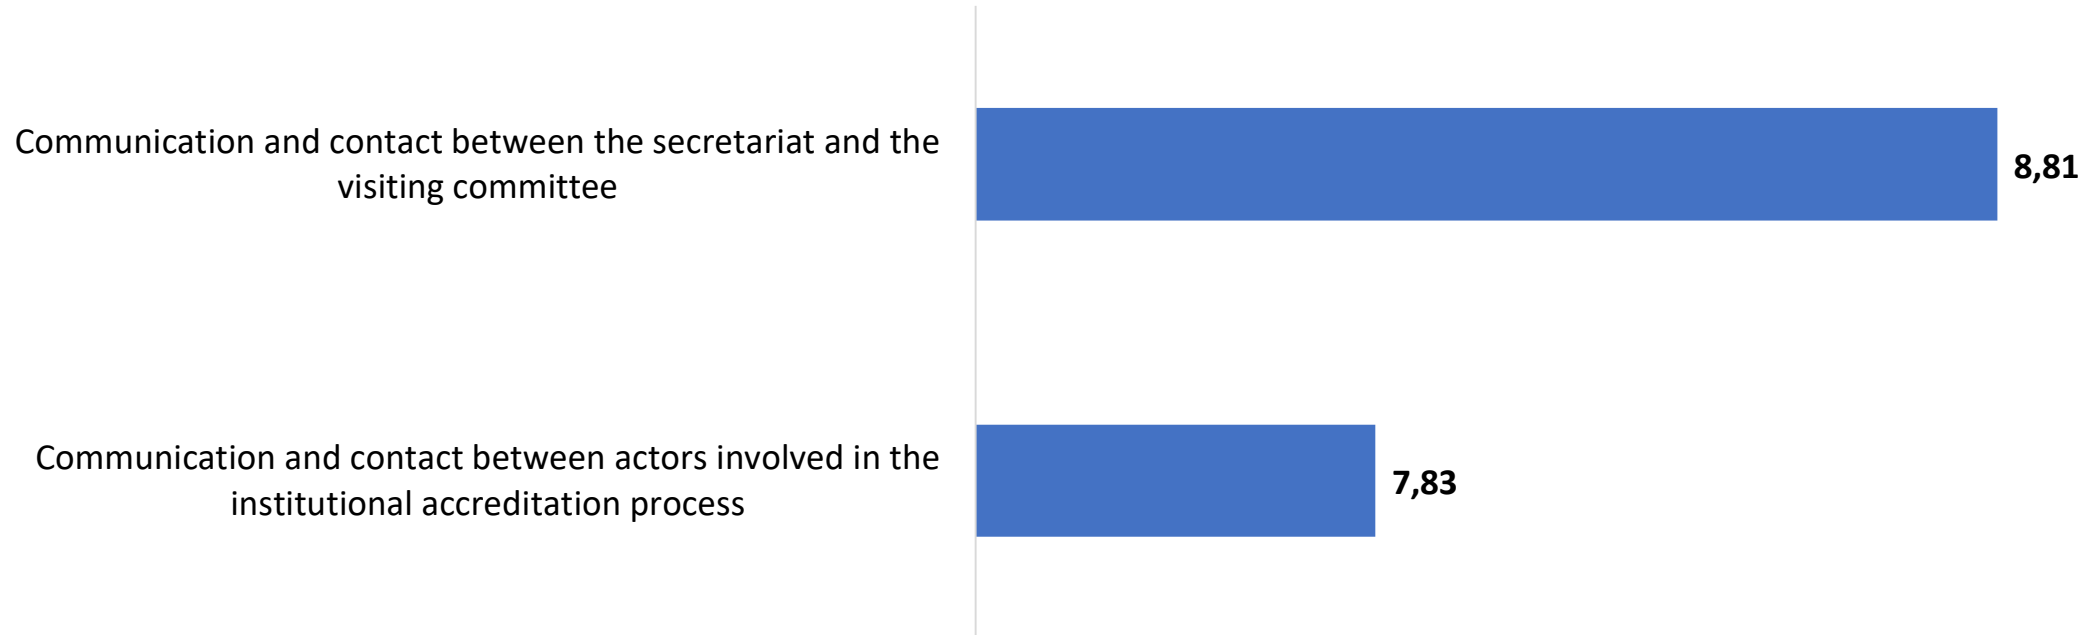 Communication and contact between the secretariat and the
visiting committee
8,81
Communication and contact between actors involved in the
institutional accreditation process
7,83